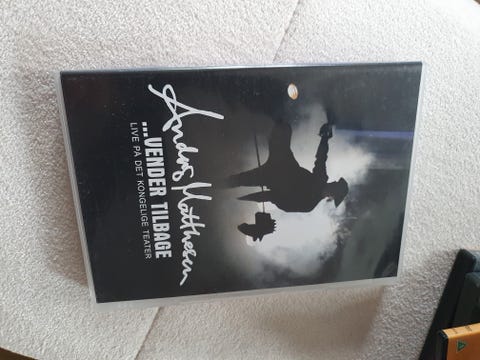 Anders Matthesen
...VENDER TILBAGE
LIVE PÅ DET KONGELIGE TEATER